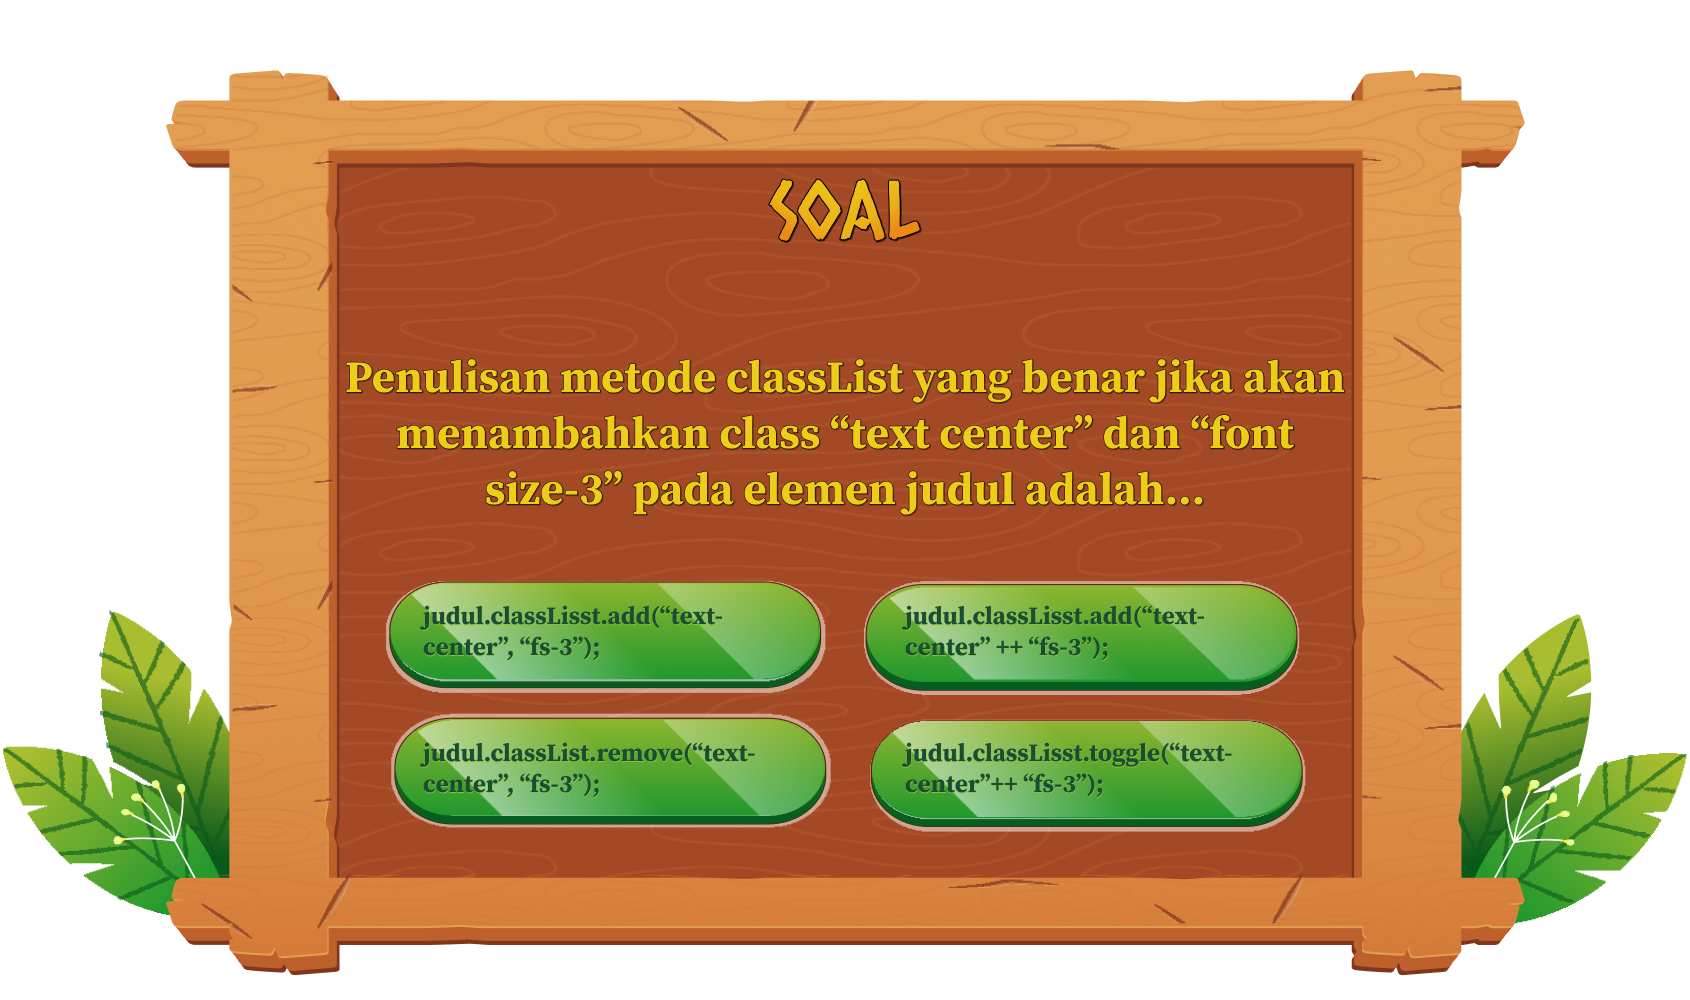 SOAL
Penulisan metode classList yang benar jika akan
menambahkan class “text center” dan “font
size-3” pada elemen judul adalah...
judul.classLisst.add(“text-
center”, “fs-3”);
judul.classLisst.add(“text-
center” ++ “fs-3”);
judul.classList.remove(“text-
center”, “fs-3”);
judul.classLisst.toggle(“text-
center”++ “fs-3”);